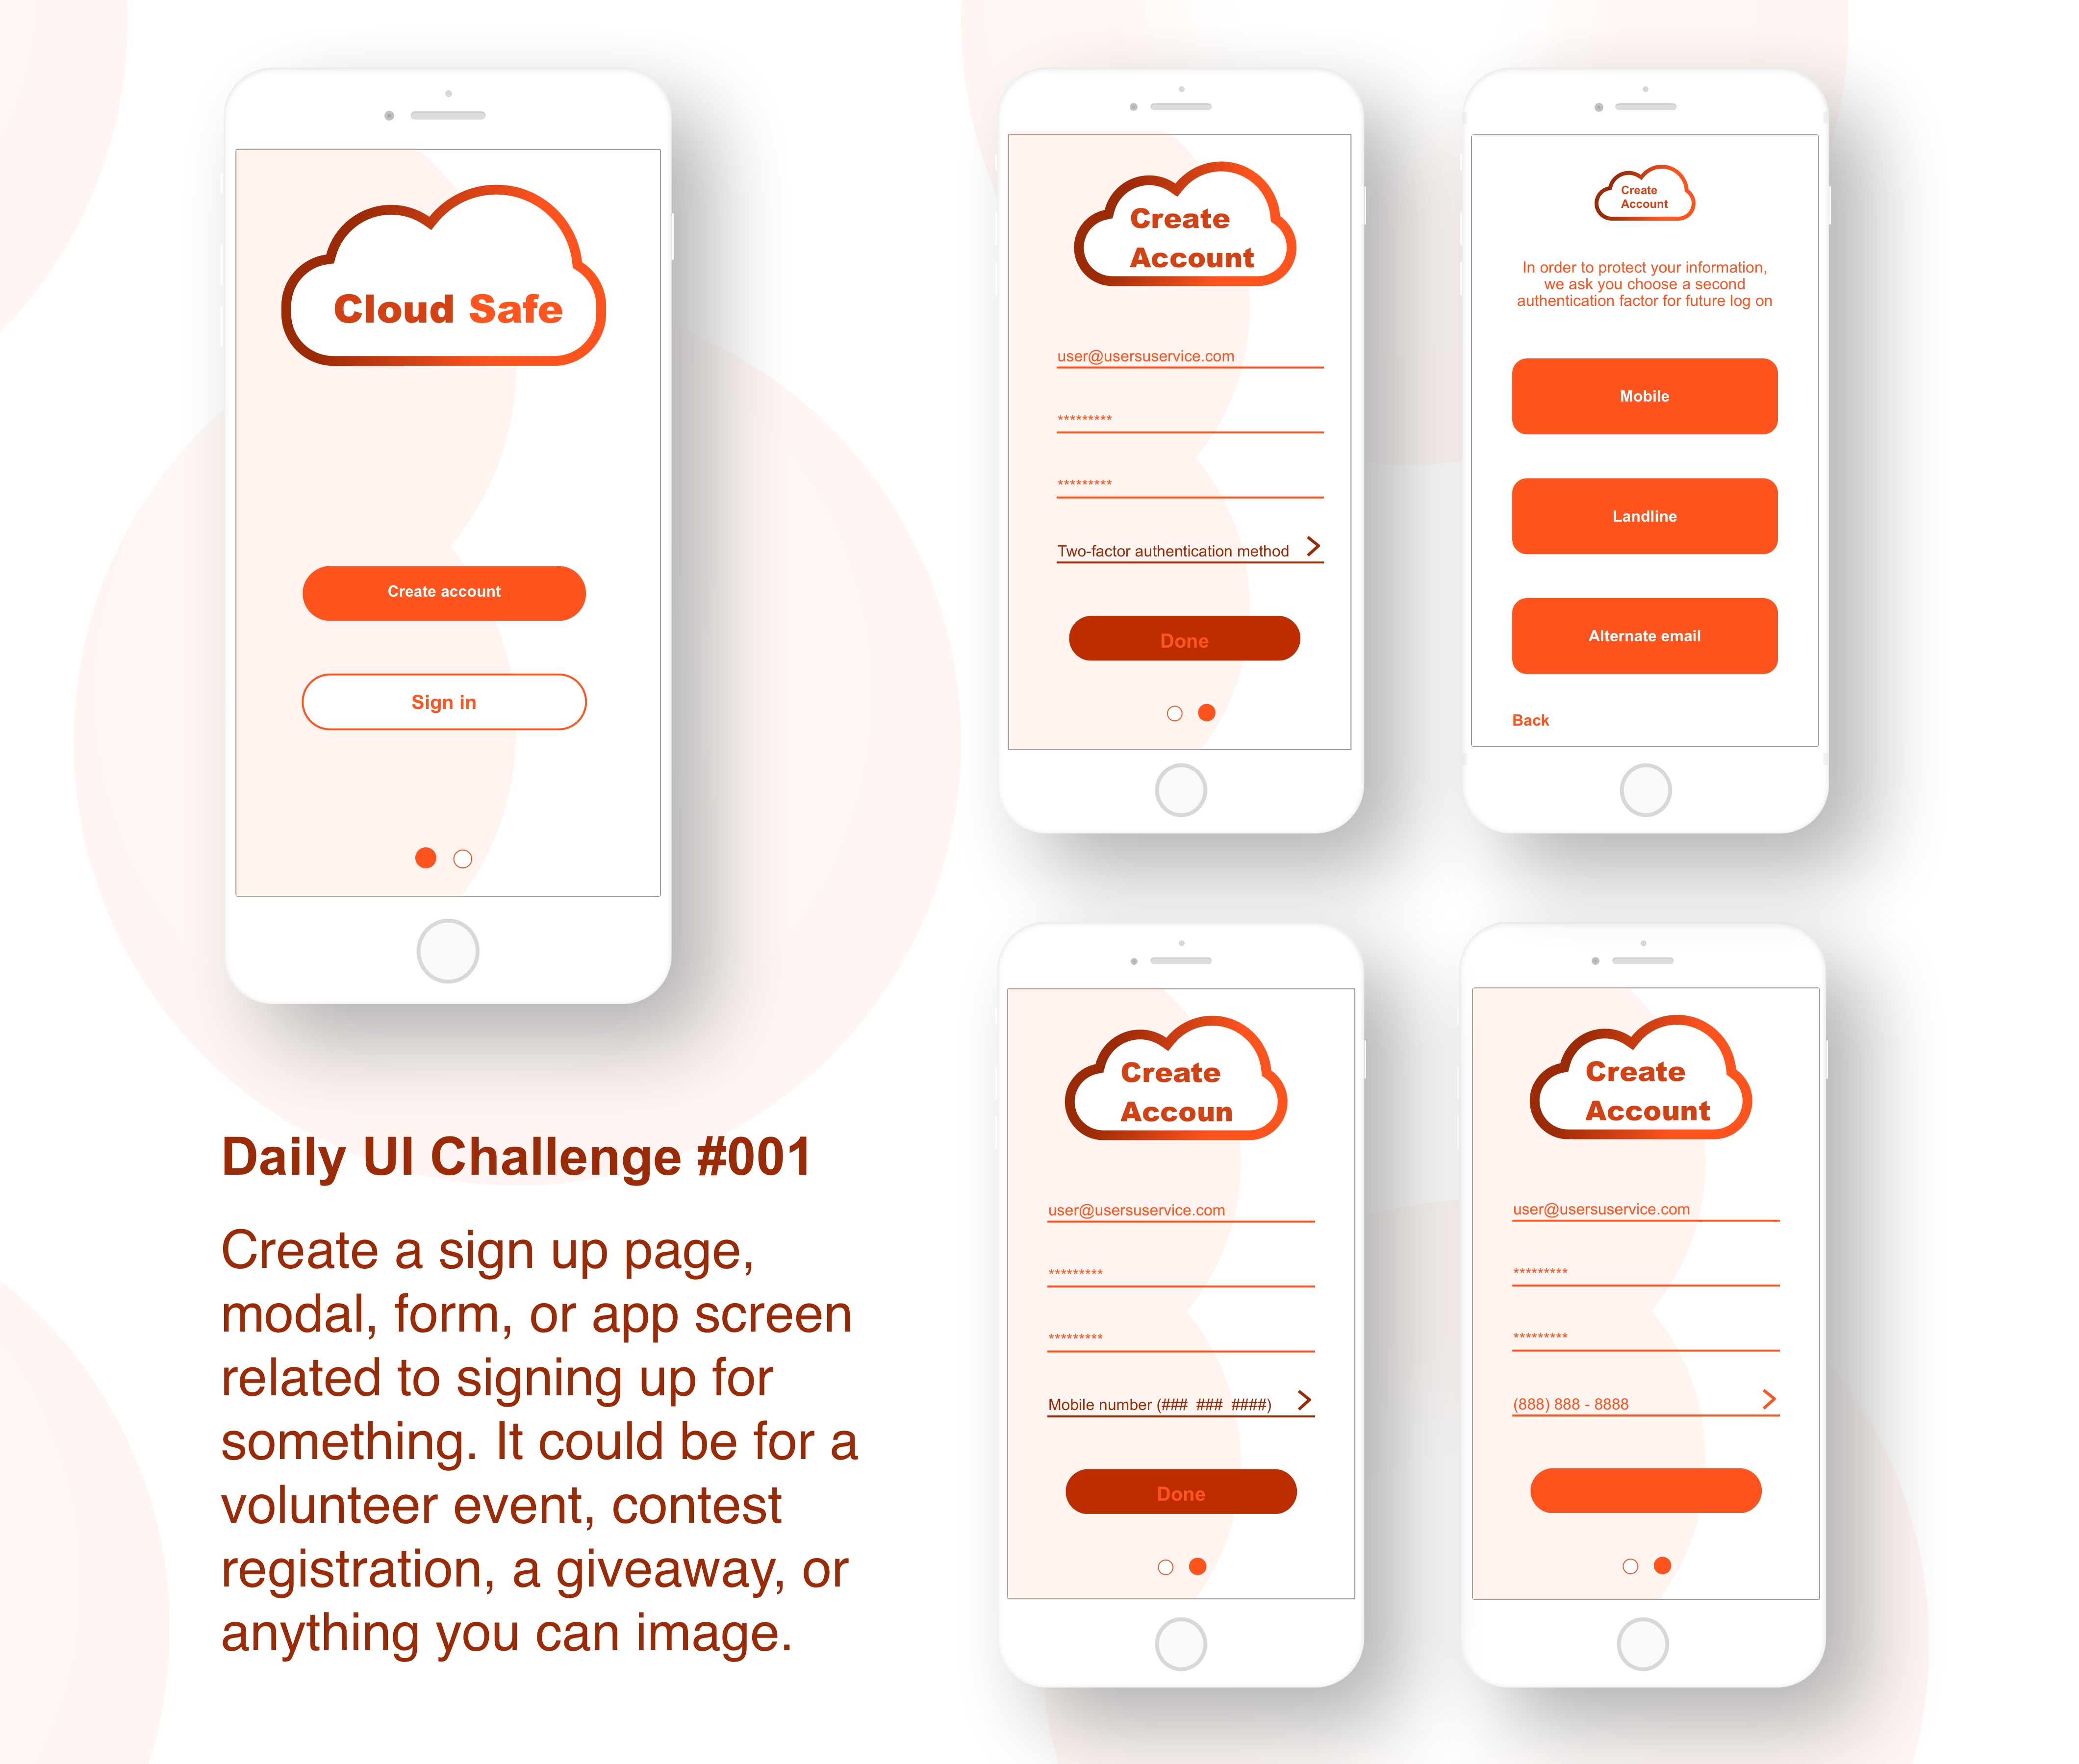 Cloud Safe
Create account
Sign in
Daily UI Challenge #001
Create a sign up page,
modal, form, or app screen
related to signing up for
something. It could be for a
volunteer event, contest
registration, a giveaway, or
anything you can image.
Create
Account
user@usersuservice.com
*********
*********
Two-factor authentication method
Done
Create
Account
In order to protect your information,
we ask you choose a second
authentication factor for future log on
Mobile
Landline
Alternate email
Back
Create
Accoun
user@usersuservice.com
*********
*********
Mobile number (### ### ####)
Done
Create
Account
user@usersuservice.com
*********
*********
(888) 888 - 8888